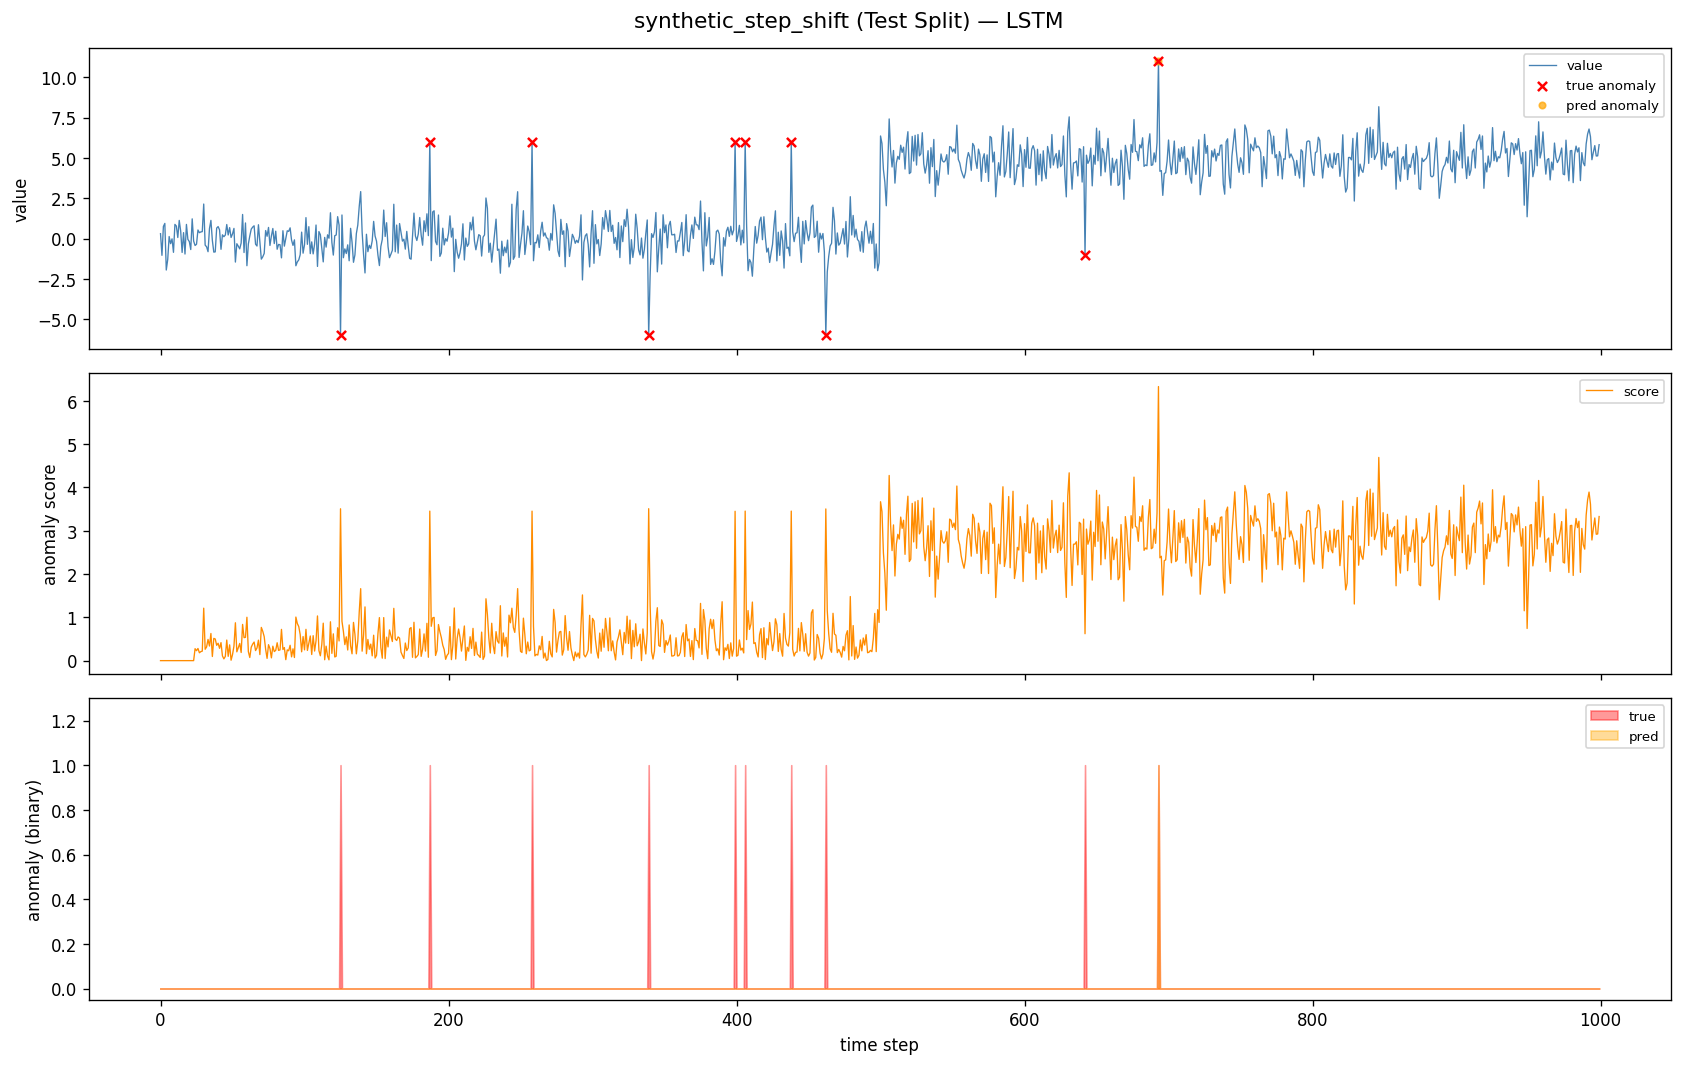 synthetic_step_shift (Test Split) — LSTM
value
10.0
7.5
5.0
2.5
0.0
−2.5
−5.0
value
true anomaly
pred anomaly
anomaly score
6
5
4
3
2
1
0
score
anomaly (binary)
1.2
1.0
0.8
0.6
0.4
0.2
0.0
true
pred
0
200
400
600
800
1000
time step